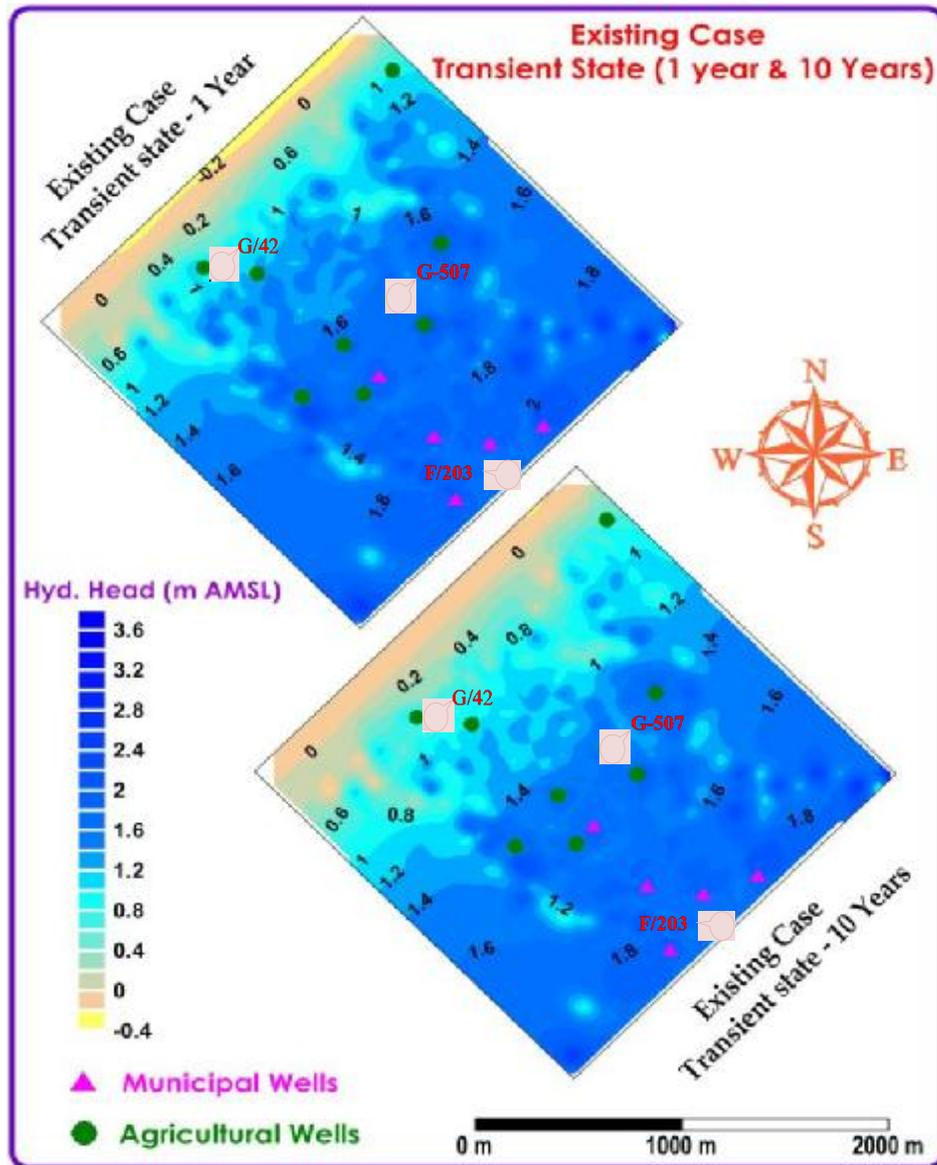 Existing Case
Transient State (1 year & 10 Years)
Existing Case
Transient state - 1 Year
0
1
1.2
-0.2
0.6
1.4
0.2
1
1
1.6
1.6
0.4
G/42
G-507
1.8
0
1.6
0.6
1
1.2
1.8
2
1.4
1.4
1.6
F/203
1.8
N
W
E
S
Hyd. Head (m AMSL)
3.6
3.2
2.8
2.4
2
1.6
1.2
0.8
0.4
0
-0.4
0
1
1.2
0.4
0.8
1.4
0.2
1
G/42
G-507
1.6
0
1
1.4
1.6
0.6
0.8
1.8
1
1.2
1.4
1.2
F/203
1.6
1.8
Existing Case
Transient state - 10 Years
Municipal Wells
Agricultural Wells
0 m
1000 m
2000 m